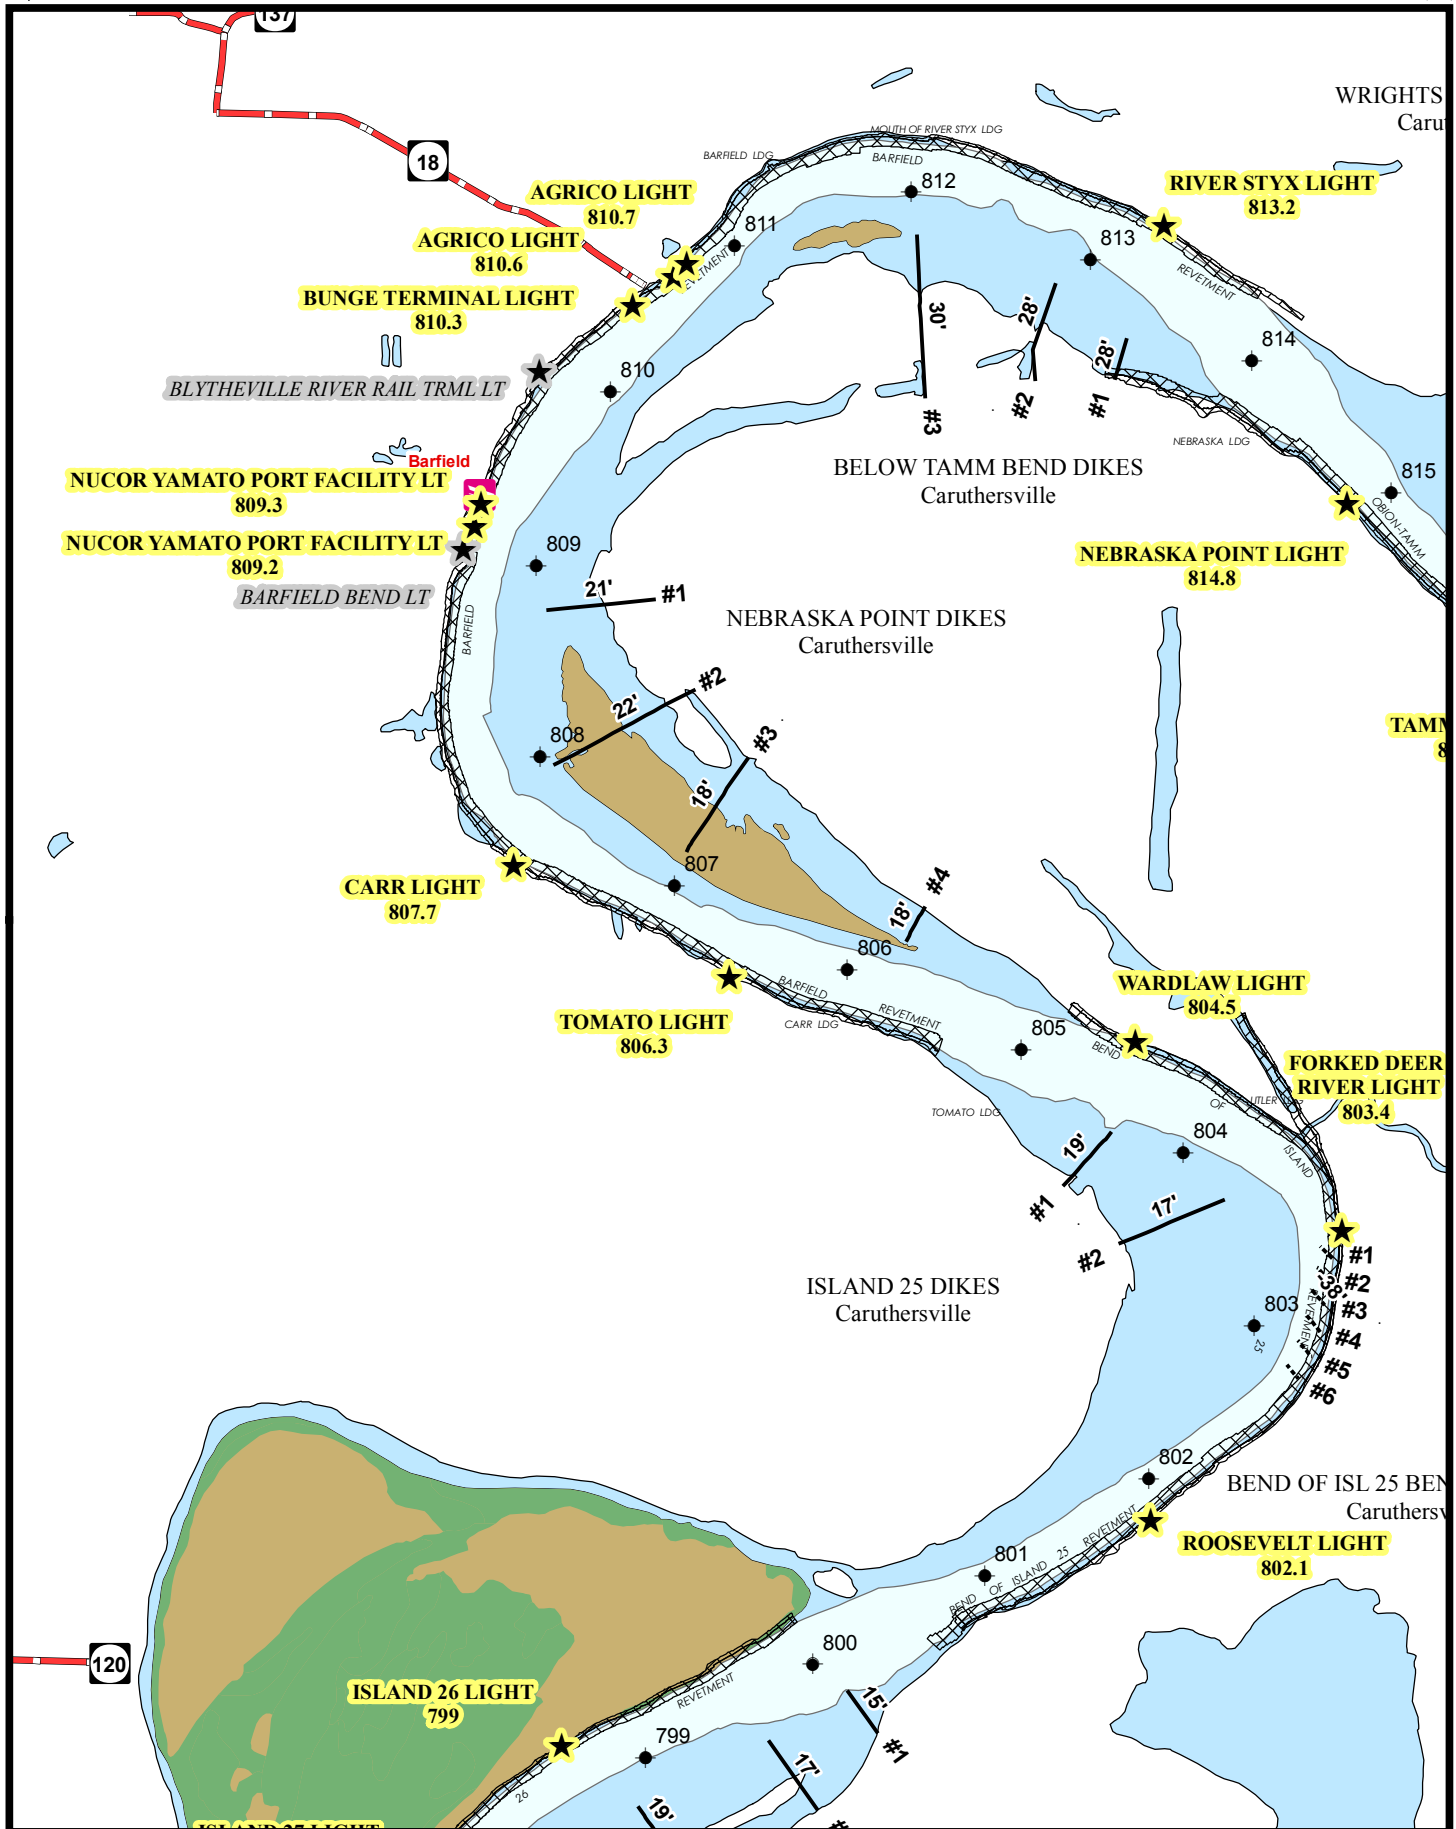 137
WRIGHTS
18
MOUTH OF RIVER STYX LDG
BARFIELD LDG
BARFIELD
812
RIVER STYX LIGHT
813.2
AGRICO LIGHT
810.7
811
813
AGRICO LIGHT
810.6
REVETMENT
BUNGE TERMINAL LIGHT
810.3
30'
28'
28'
814
810
BLYTHEVILLE RIVER RAIL TRML LT
#3
#2
#1
NEBRASKA LDG
Barfield
BELOW TAMM BEND DIKES
Caruthersville
815
OBION-TAMM
NUCOR YAMATO PORT FACILITY LT
809.3
NUCOR YAMATO PORT FACILITY LT
809.2
809
NEBRASKA POINT LIGHT
814.8
BARFIELD BEND LT
21'
#1
BARFIELD
NEBRASKA POINT DIKES
Caruthersville
#2
22'
808
#3
18'
807
CARR LIGHT
807.7
#4
18'
806
BARFIELD
REVETMENT
CARR LDG
TOMATO LIGHT
806.3
WARDLAW LIGHT
804.5
805
BEND
OF
ISLAND
FORKED DEER
RIVER LIGHT
803.4
TOMATO LDG
804
19'
#1
17'
#2
#1
#2
38'
#3
#4
#5
#6
REVETMENT
803
25
ISLAND 25 DIKES
Caruthersville
802
BEND OF ISL 25 BEN
ROOSEVELT LIGHT
802.1
801
BEND OF ISLAND 25 REVETMENT
800
120
ISLAND 26 LIGHT
799
REVETMENT
15'
#1
799
17'
19'
26
ISLAND 27 LIGHT